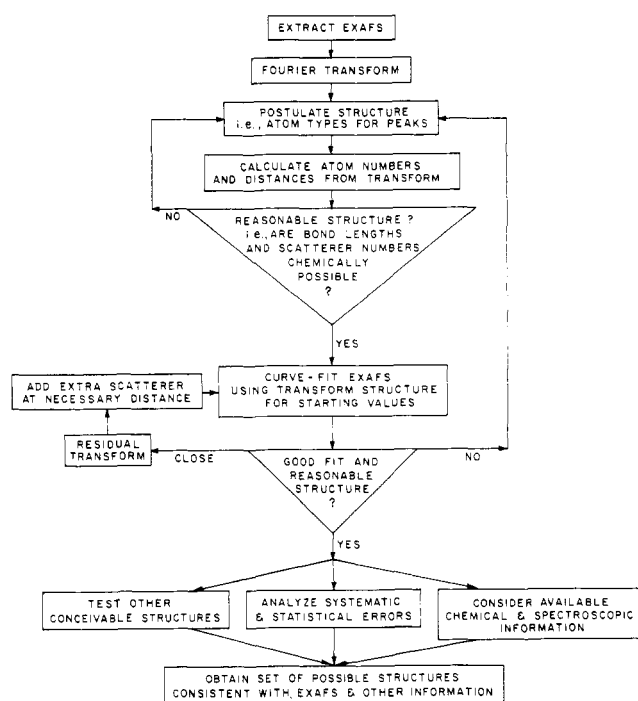 EXTRACT EXAFS
FOURIER TRANSFORM
POSTULATE STRUCTURE
i.e., ATOM TYPES FOR PEAKS
CALCULATE ATOM NUMBERS
AND DISTANCES FROM TRANSFORM
NO
REASONABLE STRUCTURE ?
i.e., ARE BOND LENGTHS
AND SCATTERER NUMBERS
CHEMICALLY
POSSIBLE
?
YES
ADD EXTRA SCATTERER
AT NECESSARY DISTANCE
CURVE-FIT EXAFS
USING TRANSFORM STRUCTURE
FOR STARTING VALUES
RESIDUAL
TRANSFORM
CLOSE
GOOD FIT AND
REASONABLE
STRUCTURE
?
NO
YES
TEST OTHER
CONCEIVABLE STRUCTURES
ANALYZE SYSTEMATIC
& STATISTICAL ERRORS
CONSIDER AVAILABLE
CHEMICAL & SPECTROSCOPIC
INFORMATION
OBTAIN SET OF POSSIBLE STRUCTURES
CONSISTENT WITH EXAFS & OTHER INFORMATION